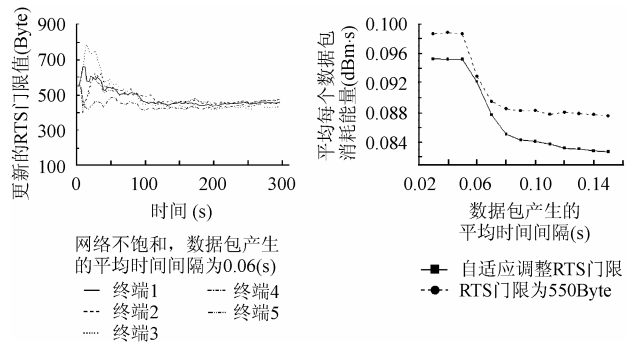 更新的RTS门限值(Byte)
900
700
500
300
100
0
100
200
300
时间 (s)
网络不饱和，数据包产生
的平均时间间隔为0.06(s)
终端1
终端4
终端2
终端5
终端3
平均每个数据包
消耗能量(dBm·s)
0.100
0.096
0.092
0.088
0.084
0.02
0.06
0.10
0.15
数据包产生的
平均时间间隔(s)
自适应调整RTS门限
RTS门限为550Byte